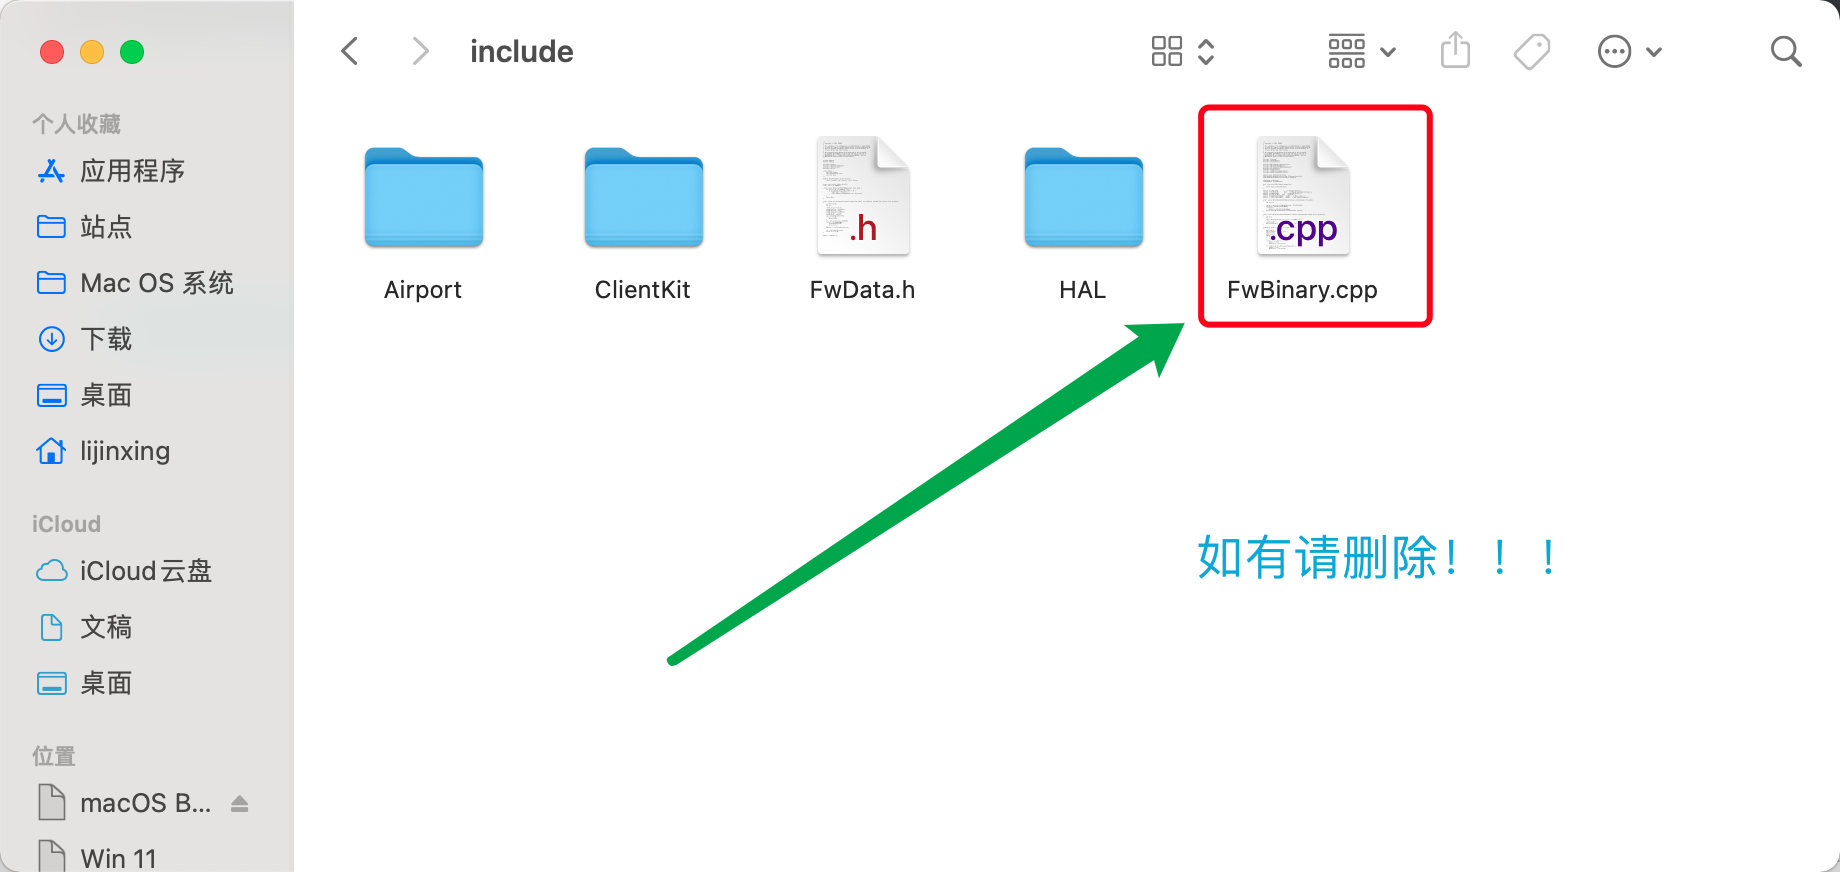 include
个人收藏
应用程序
站点
Mac OS 系统
下载
桌面
lijinxing
iCloud
iCloud云盘
文稿
桌面
位置
macOS B...
Win 11
.h
.cpp
Airport
ClientKit
FwData.h
HAL
FwBinary.cpp
如有请删除！！！